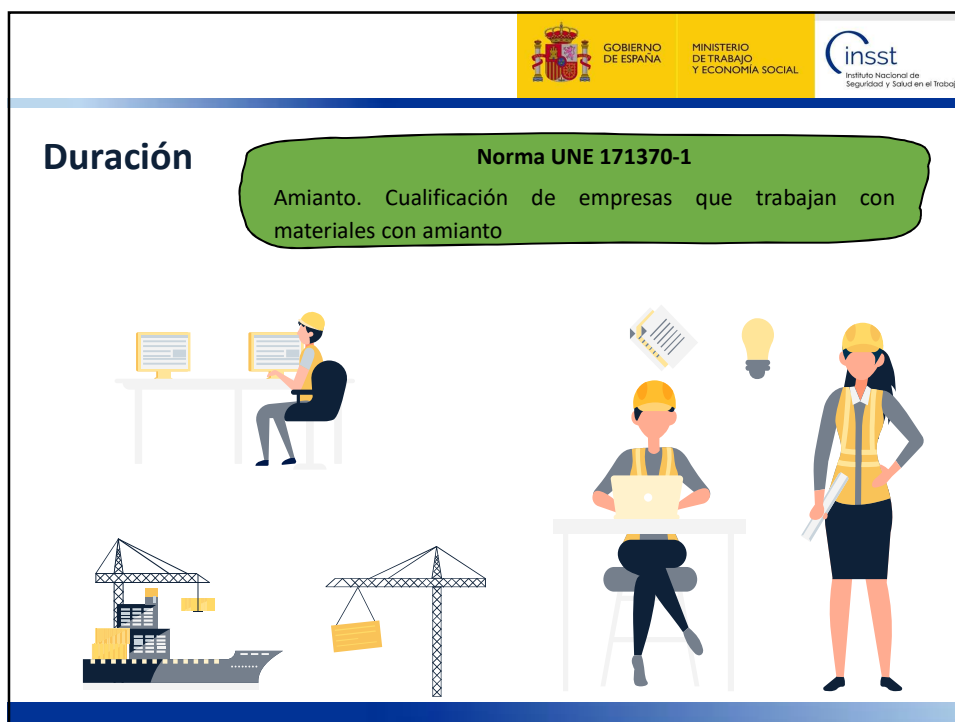 GOBIERNO
DE ESPAÑA
MINISTERIO
DE TRABAJO
Y ECONOMÍA SOCIAL
insst
Instituto Nacional de
Seguridad y Salud en el Trabaj
Duración
Norma UNE 171370-1
Amianto. Cualificación de empresas que trabajan con
materiales con amianto